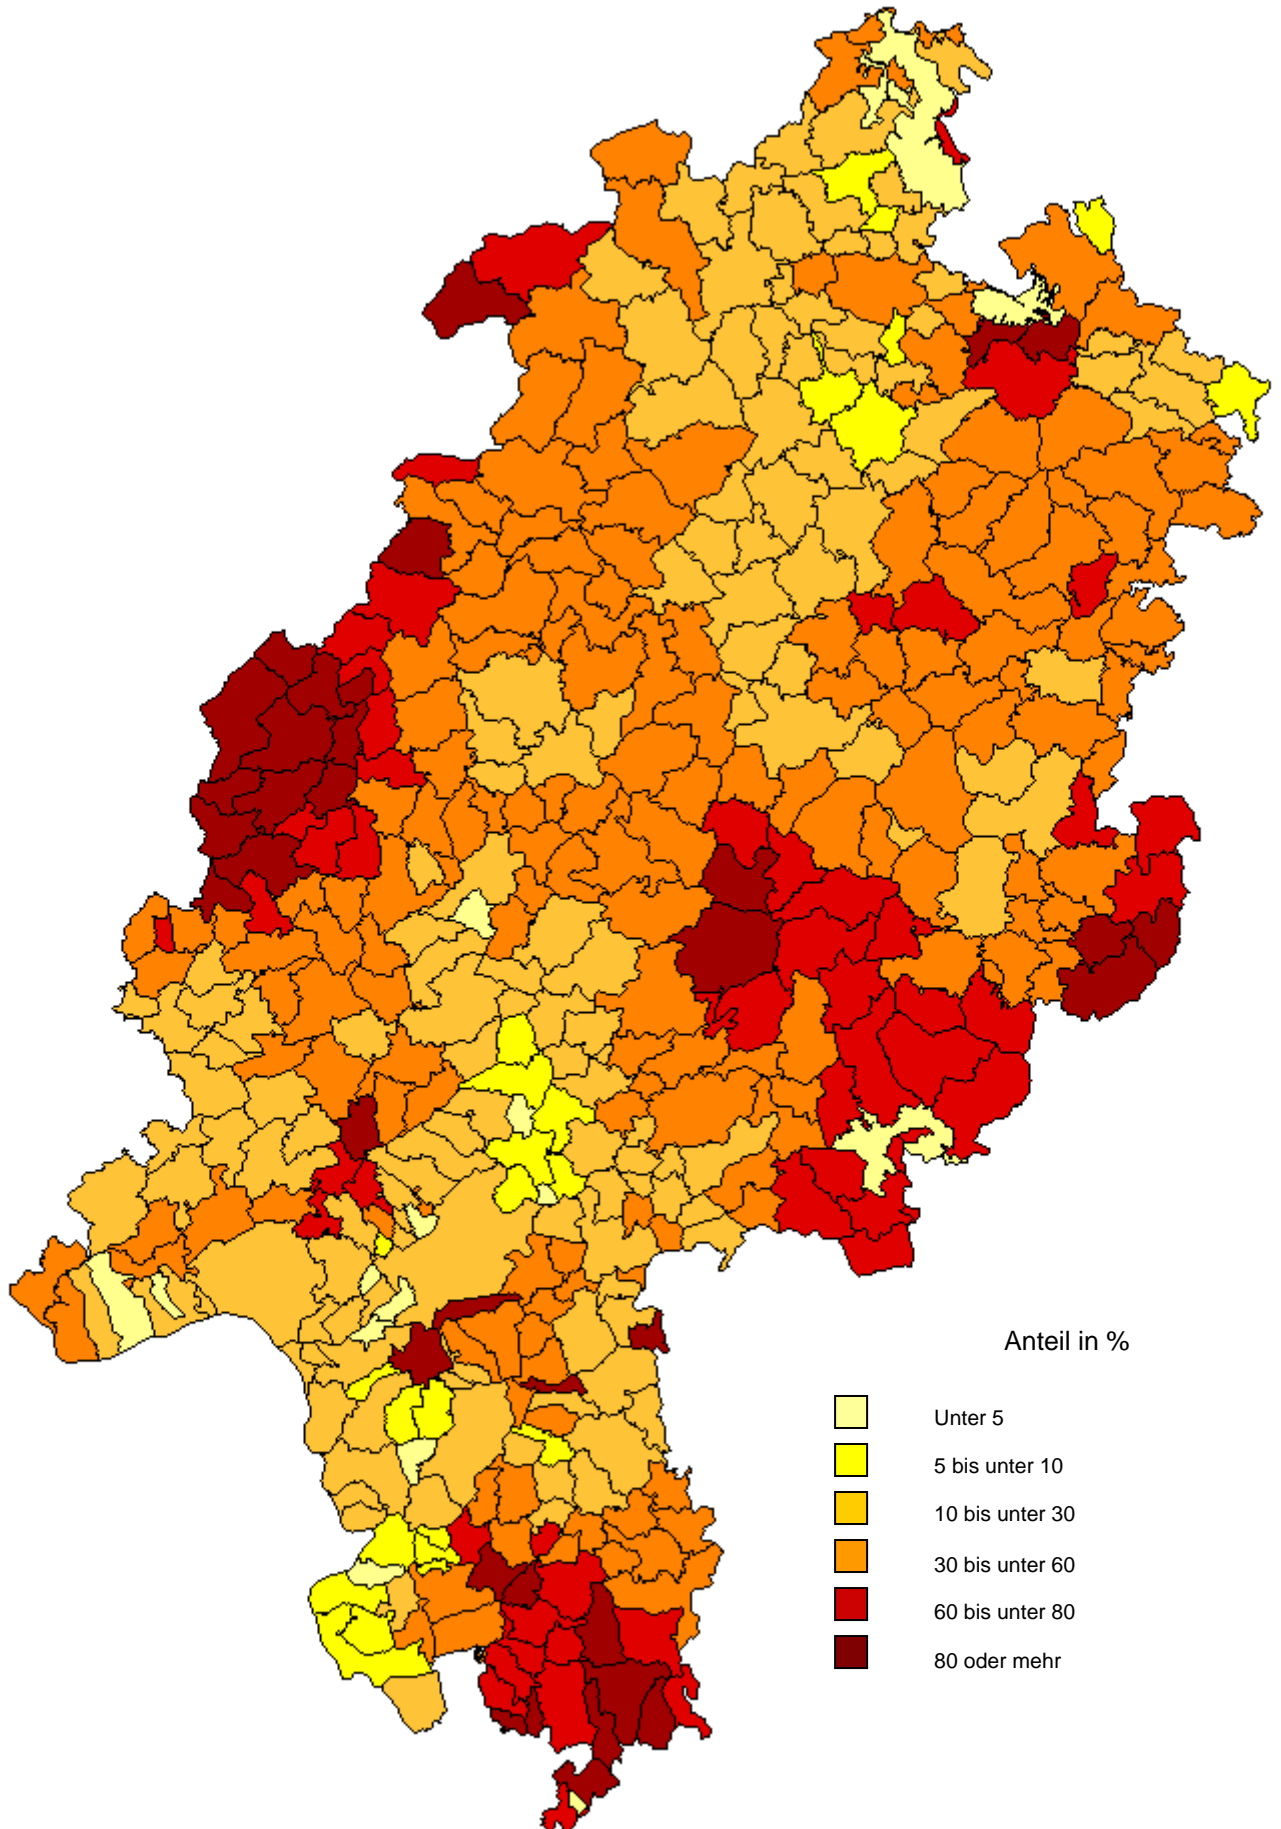 Anteil in %
Unter 5
5 bis unter 10
10 bis unter 30
30 bis unter 60
60 bis unter 80
80 oder mehr